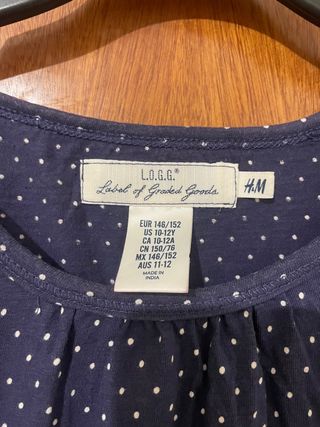 L.O.G.G.®
Label of Graded Goods
H&M
EUR 146/152
US 10-12Y
CA 10-12A
CN 150/76
MX 146/152
AUS 11-12
MADE IN
INDIA